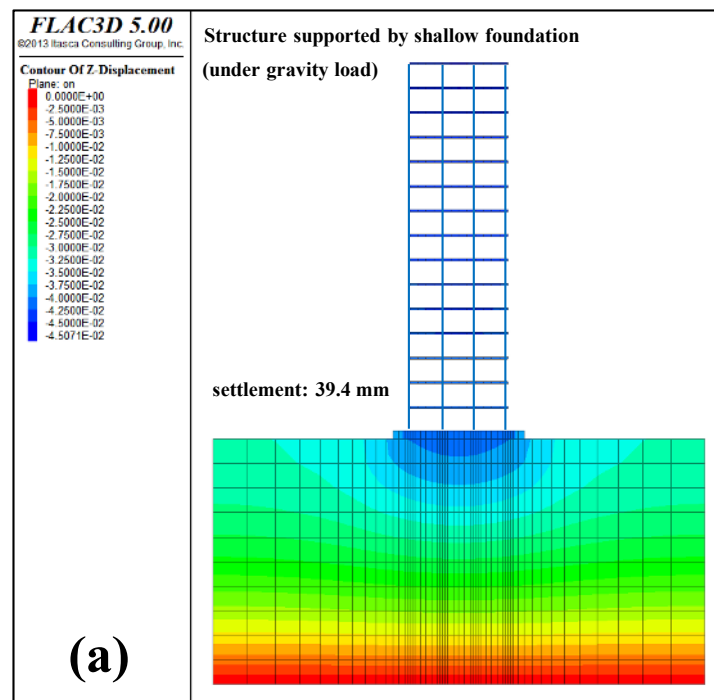 FLAC3D 5.00
©2013 Itasca Consulting Group, Inc.
Contour Of Z-Displacement
Plane: on
0.0000E+00
-2.5000E-03
-5.0000E-03
-7.5000E-03
-1.0000E-02
-1.2500E-02
-1.5000E-02
-1.7500E-02
-2.0000E-02
-2.2500E-02
-2.5000E-02
-2.7500E-02
-3.0000E-02
-3.2500E-02
-3.5000E-02
-3.7500E-02
-4.0000E-02
-4.2500E-02
-4.5000E-02
-4.5071E-02
Structure supported by shallow foundation
(under gravity load)
settlement: 39.4 mm
(a)